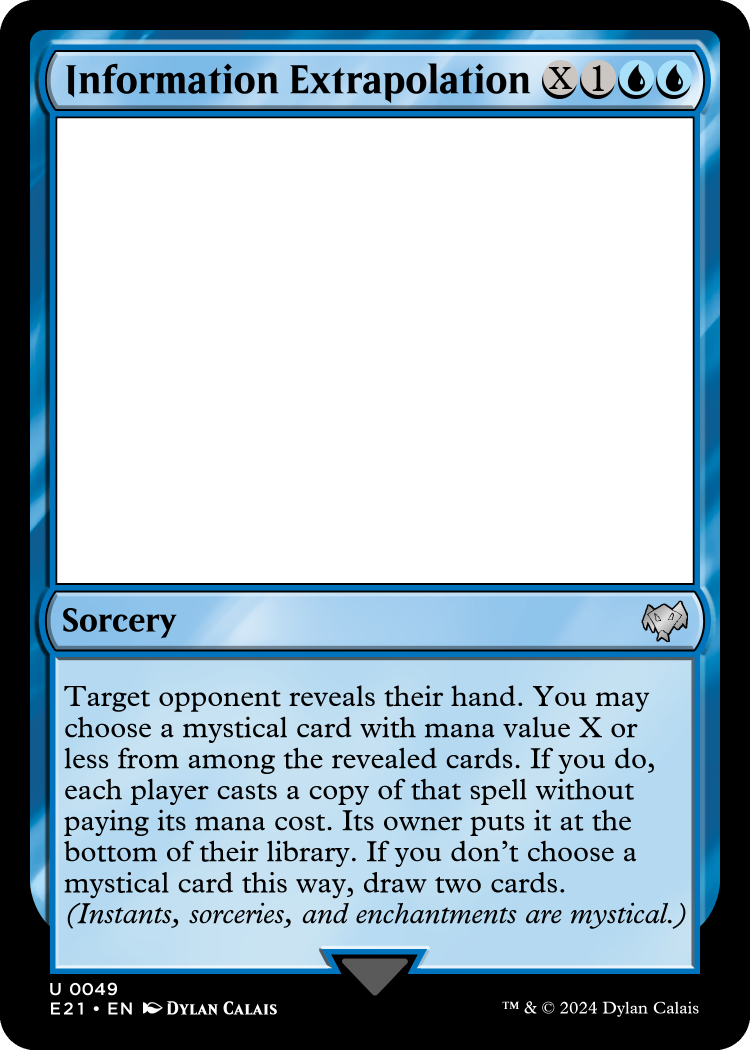 Information Extrapolation X 1
Sorcery
Target opponent reveals their hand. You may
choose a mystical card with mana value X or
less from among the revealed cards. If you do,
each player casts a copy of that spell without
paying its mana cost. Its owner puts it at the
bottom of their library. If you don’t choose a
mystical card this way, draw two cards.
(Instants, sorceries, and enchantments are mystical.)
U 0049
E21 • EN Dylan Calais
™ & © 2024 Dylan Calais